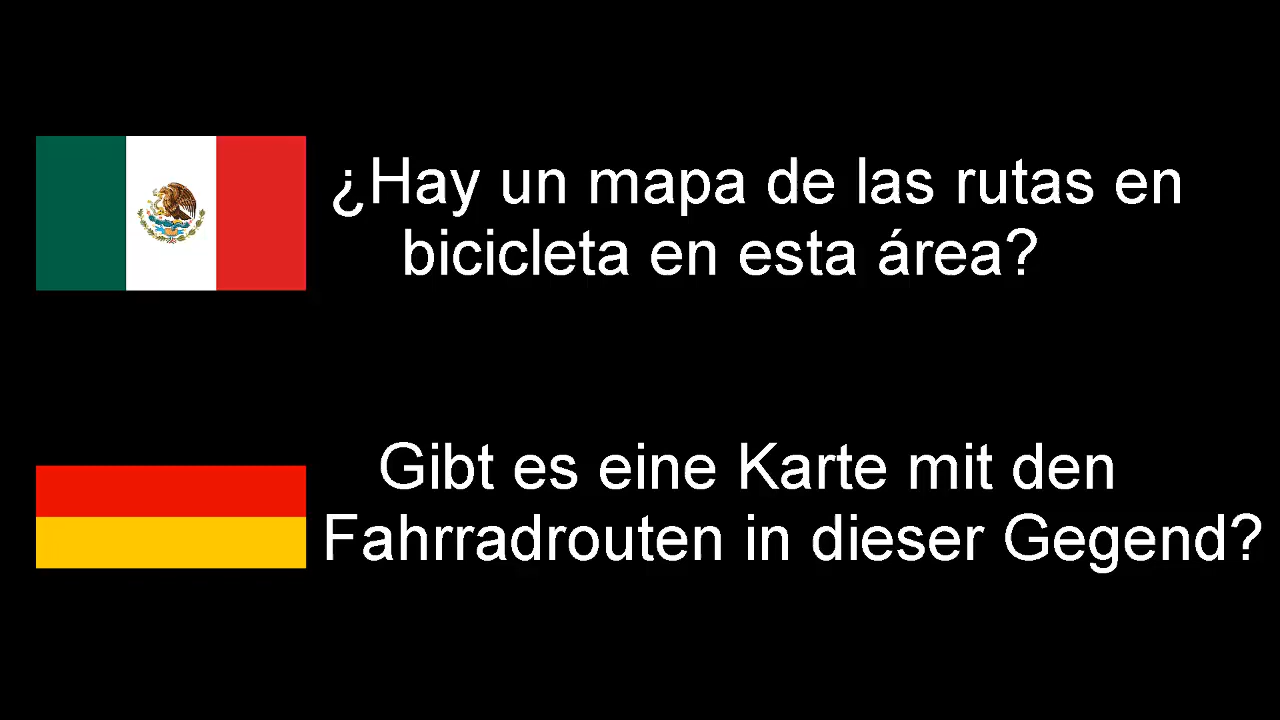 ¿Hay un mapa de las rutas en
bicicleta en esta área?
Gibt es eine Karte mit den
Fahrradrouten in dieser Gegend?